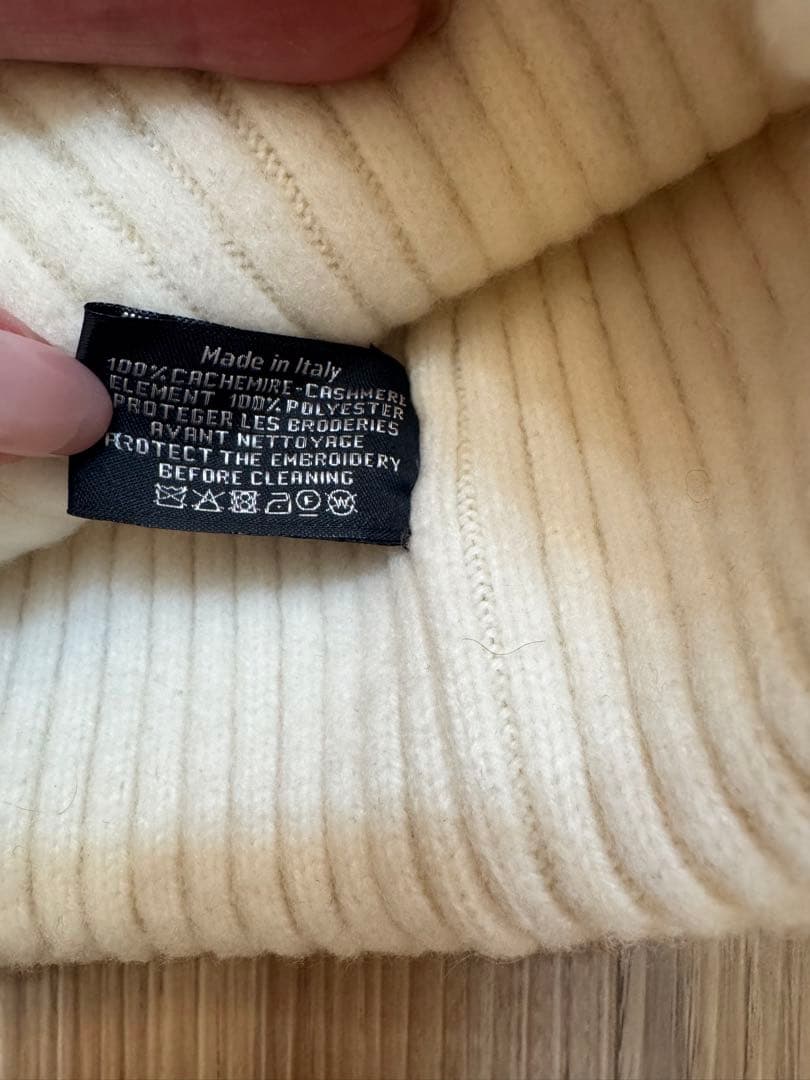 Made in Italy
100% CACHEMIRE-CASHMERE
ELEMENT 100% POLYESTER
PROTEGER LES BRODERIES
AVANT NETTOYAGE
PROTECT THE EMBROIDERY
BEFORE CLEANING
F W